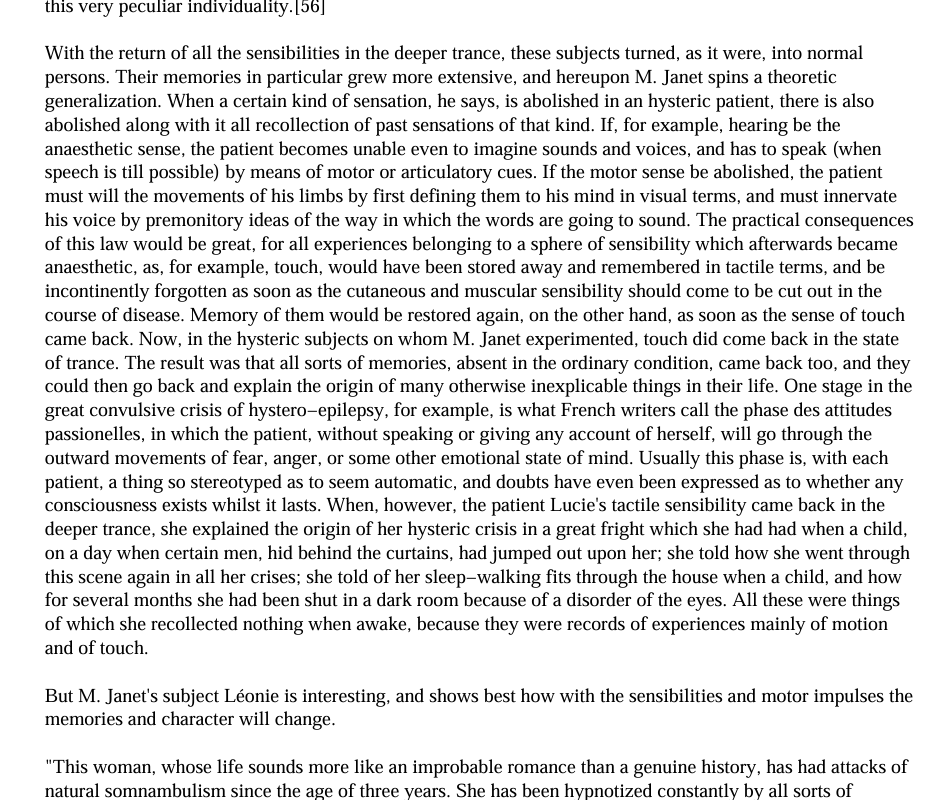 this very peculiar individuality.[56]
With the return of all the sensibilities in the deeper trance, these subjects turned, as it were, into normal
persons. Their memories in particular grew more extensive, and hereupon M. Janet spins a theoretic
generalization. When a certain kind of sensation, he says, is abolished in an hysteric patient, there is also
abolished along with it all recollection of past sensations of that kind. If, for example, hearing be the
anaesthetic sense, the patient becomes unable even to imagine sounds and voices, and has to speak (when
speech is till possible) by means of motor or articulatory cues. If the motor sense be abolished, the patient
must will the movements of his limbs by first defining them to his mind in visual terms, and must innervate
his voice by premonitory ideas of the way in which the words are going to sound. The practical consequences
of this law would be great, for all experiences belonging to a sphere of sensibility which afterwards became
anaesthetic, as, for example, touch, would have been stored away and remembered in tactile terms, and be
incontinently forgotten as soon as the cutaneous and muscular sensibility should come to be cut out in the
course of disease. Memory of them would be restored again, on the other hand, as soon as the sense of touch
came back. Now, in the hysteric subjects on whom M. Janet experimented, touch did come back in the state
of trance. The result was that all sorts of memories, absent in the ordinary condition, came back too, and they
could then go back and explain the origin of many otherwise inexplicable things in their life. One stage in the
great convulsive crisis of hystero−epilepsy, for example, is what French writers call the phase des attitudes
passionelles, in which the patient, without speaking or giving any account of herself, will go through the
outward movements of fear, anger, or some other emotional state of mind. Usually this phase is, with each
patient, a thing so stereotyped as to seem automatic, and doubts have even been expressed as to whether any
consciousness exists whilst it lasts. When, however, the patient Lucie's tactile sensibility came back in the
deeper trance, she explained the origin of her hysteric crisis in a great fright which she had had when a child,
on a day when certain men, hid behind the curtains, had jumped out upon her; she told how she went through
this scene again in all her crises; she told of her sleep−walking fits through the house when a child, and how
for several months she had been shut in a dark room because of a disorder of the eyes. All these were things
of which she recollected nothing when awake, because they were records of experiences mainly of motion
and of touch.
But M. Janet's subject Léonie is interesting, and shows best how with the sensibilities and motor impulses the
memories and character will change.
"This woman, whose life sounds more like an improbable romance than a genuine history, has had attacks of
natural somnambulism since the age of three years. She has been hypnotized constantly by all sorts of